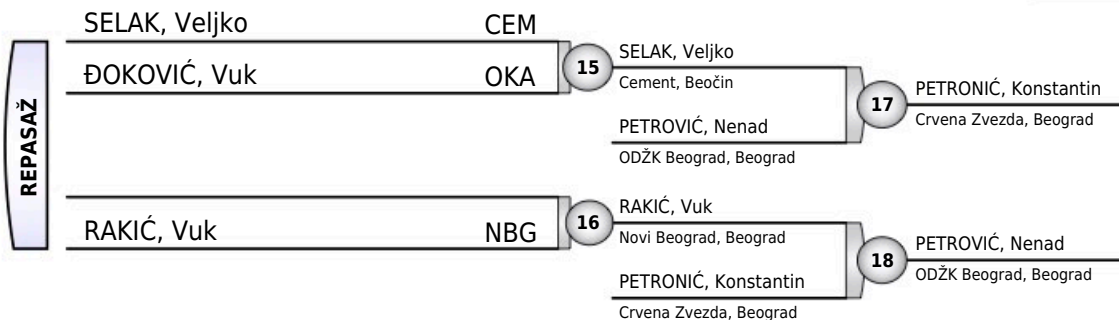 REPASAŽ
SELAK, Veljko CEM
ĐOKOVIĆ, Vuk OKA
15
SELAK, Veljko
Cement, Beočin
PETROVIĆ, Nenad
ODŽK Beograd, Beograd
17
PETRONIĆ, Konstantin
Crvena Zvezda, Beograd
RAKIĆ, Vuk NBG
16
RAKIĆ, Vuk
Novi Beograd, Beograd
PETRONIĆ, Konstantin
Crvena Zvezda, Beograd
18
PETROVIĆ, Nenad
ODŽK Beograd, Beograd